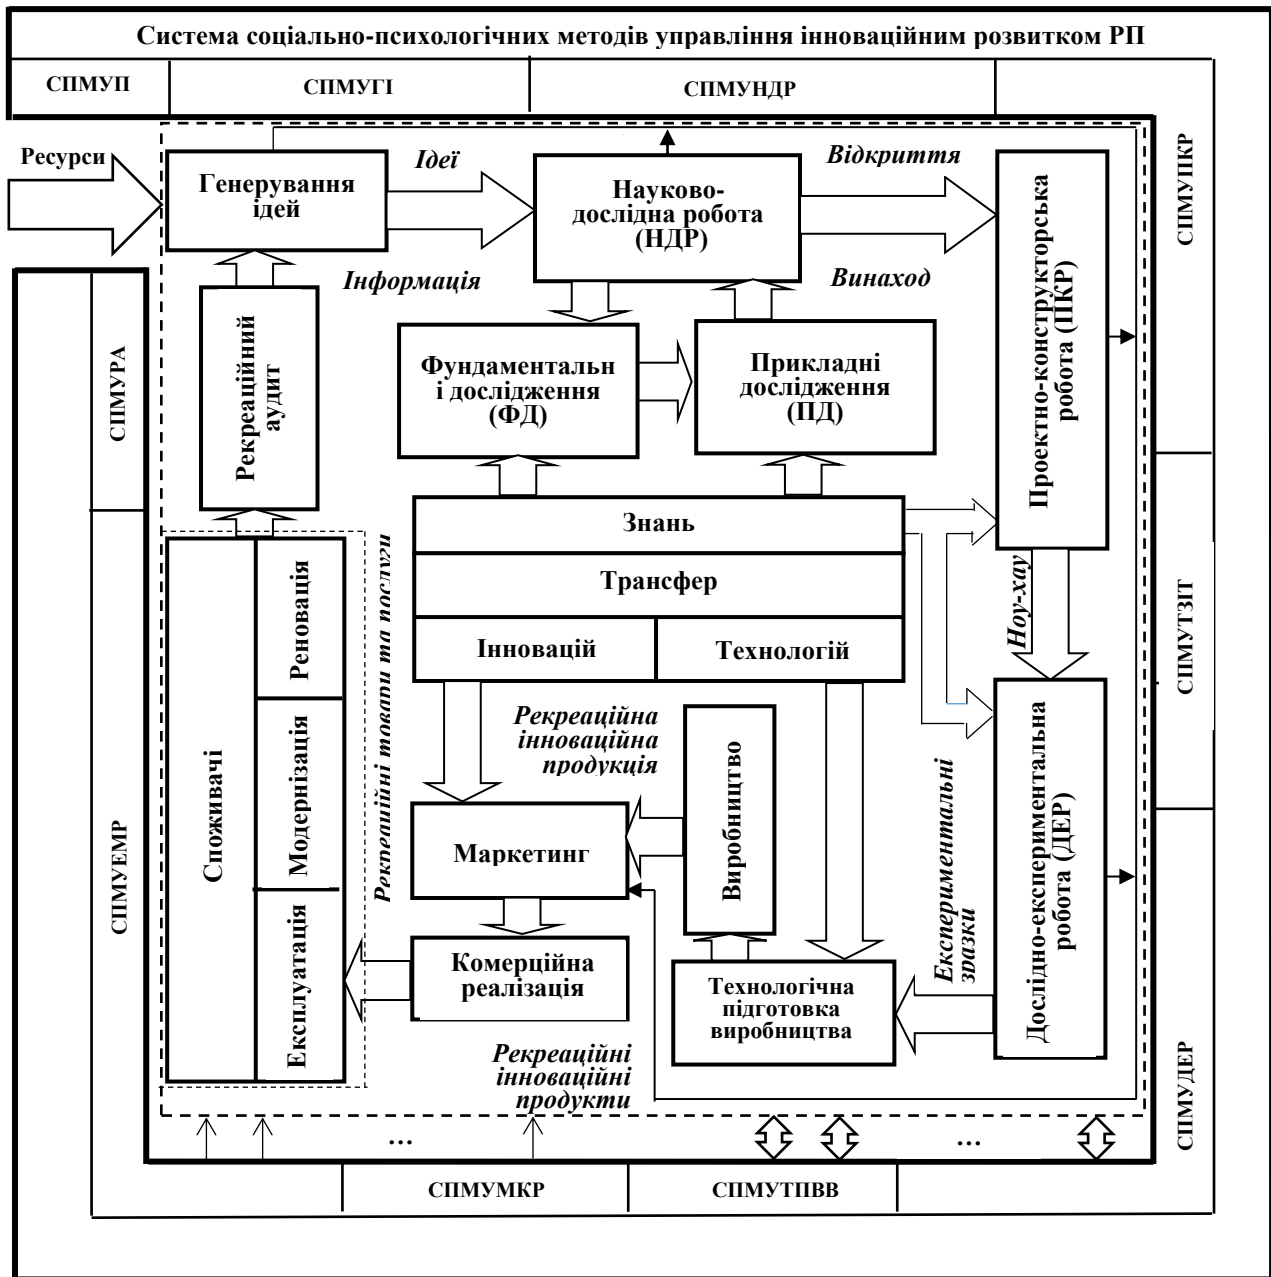 Система соціально-психологічних методів управління інноваційним розвитком РП
СПМУП
СПМУГІ
СПМУНДР
СПМУПКР
Ресурси
Генерування
ідей
Ідеї
Науково-
дослідна робота
(НДР)
Відкриття
Проектно-конструторська
робота (ПКР)
Інформація
Винаход
СПМУРА
Рекреаційний
аудит
Фундаментальн
і дослідження
(ФД)
Прикладні
дослідження
(ПД)
Знань
Трансфер
Інновацій
Технологій
Ноу-хау
СПМУТЗІТ
Споживачі
Реновація
Модернізація
Експлуатація
Рекреаційні товари та послуги
СПМУЕМР
Рекреаційна
інноваційна
продукція
Виробництво
Маркетинг
Комерційна
реалізація
Технологічна
підготовка
виробництва
Експериментальні
зразки
Дослідно-експериментальна
робота (ДЕР)
Рекреаційні
інноваційні
продукти
СПМУДЕР
...
...
СПМУМКР
СПМУТПВВ